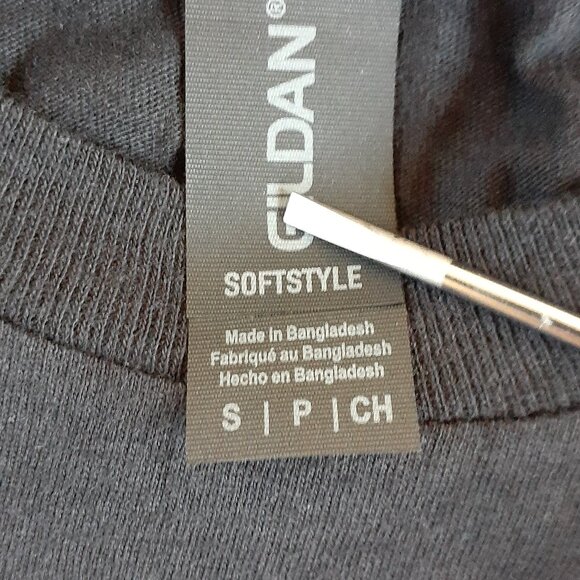 GILDAN®
SOFTSTYLE
Made in Bangladesh
Fabriqué au Bangladesh
Hecho en Bangladesh
S | P | CH